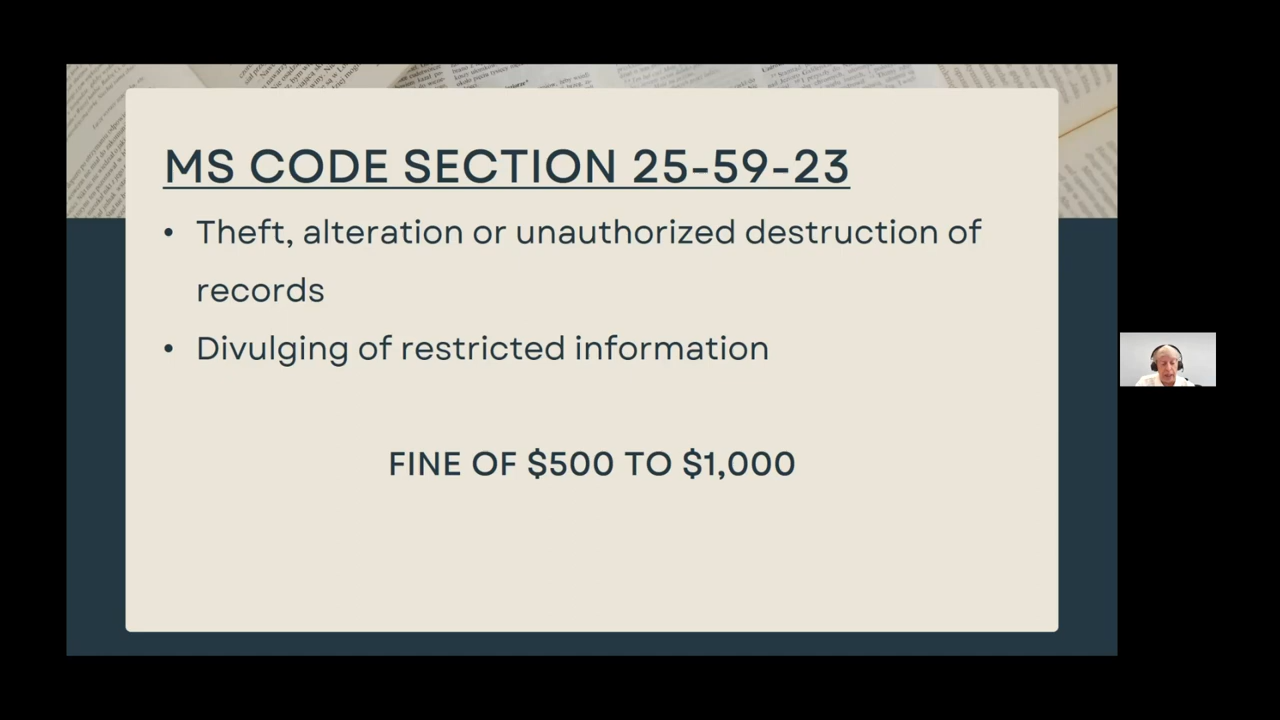 MS CODE SECTION 25-59-23
• Theft, alteration or unauthorized destruction of
records
• Divulging of restricted information
FINE OF $500 TO $1,000